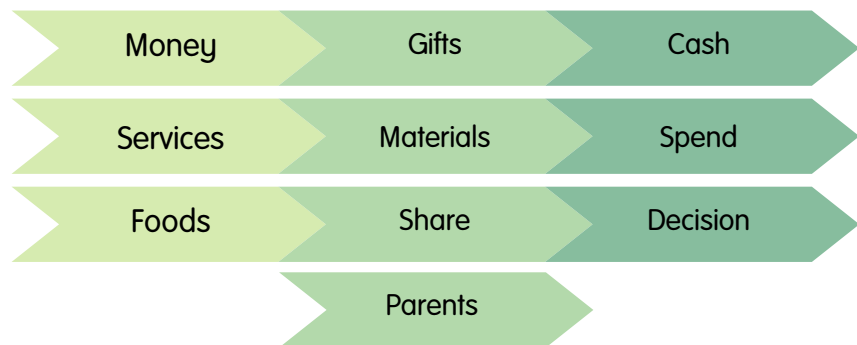 Money Gifts Cash
Services Materials Spend
Foods Share Decision
Parents